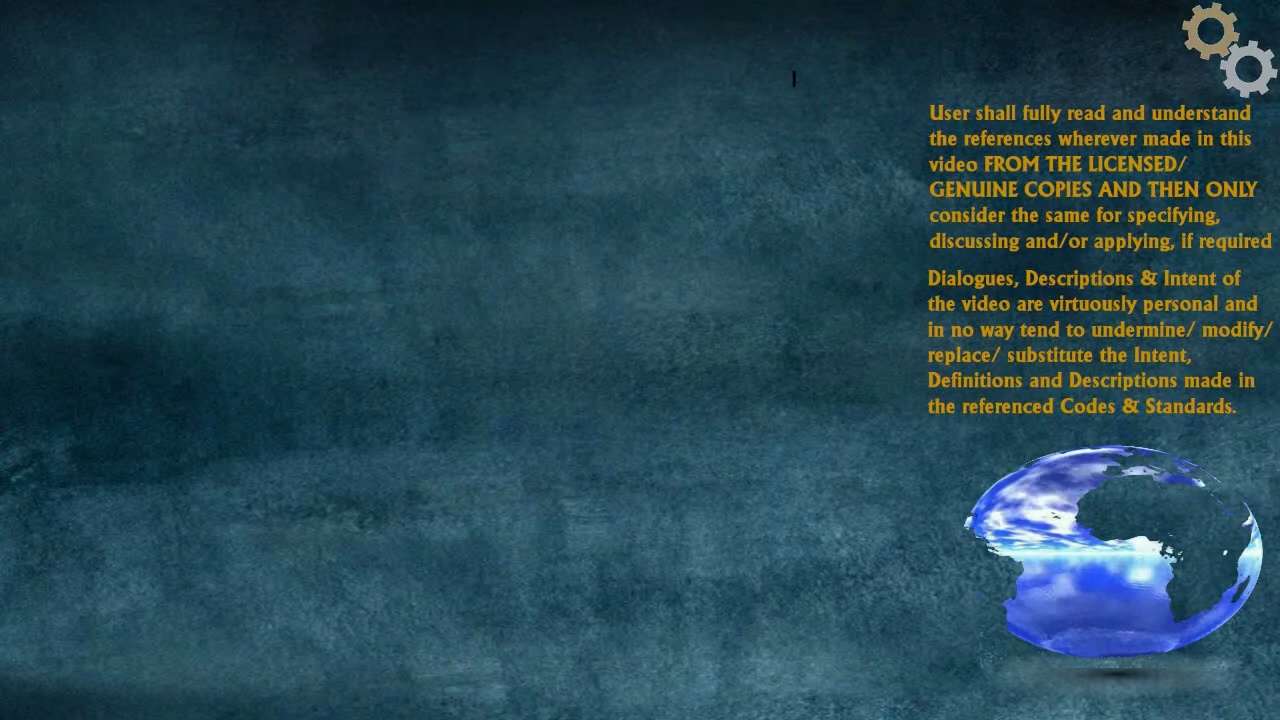 User shall fully read and understand
the references wherever made in this
video FROM THE LICENSED/
GENUINE COPIES AND THEN ONLY
consider the same for specifying,
discussing and/or applying, if required
Dialogues, Descriptions & Intent of
the video are virtuously personal and
in no way tend to undermine/ modify/
replace/ substitute the Intent,
Definitions and Descriptions made in
the referenced Codes & Standards.